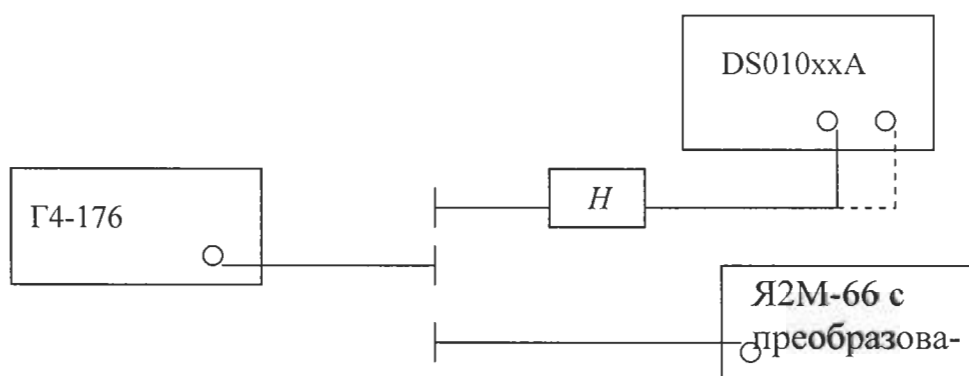 DS010xxA
Г4-176
H
Я2М-66 с
преобразова-